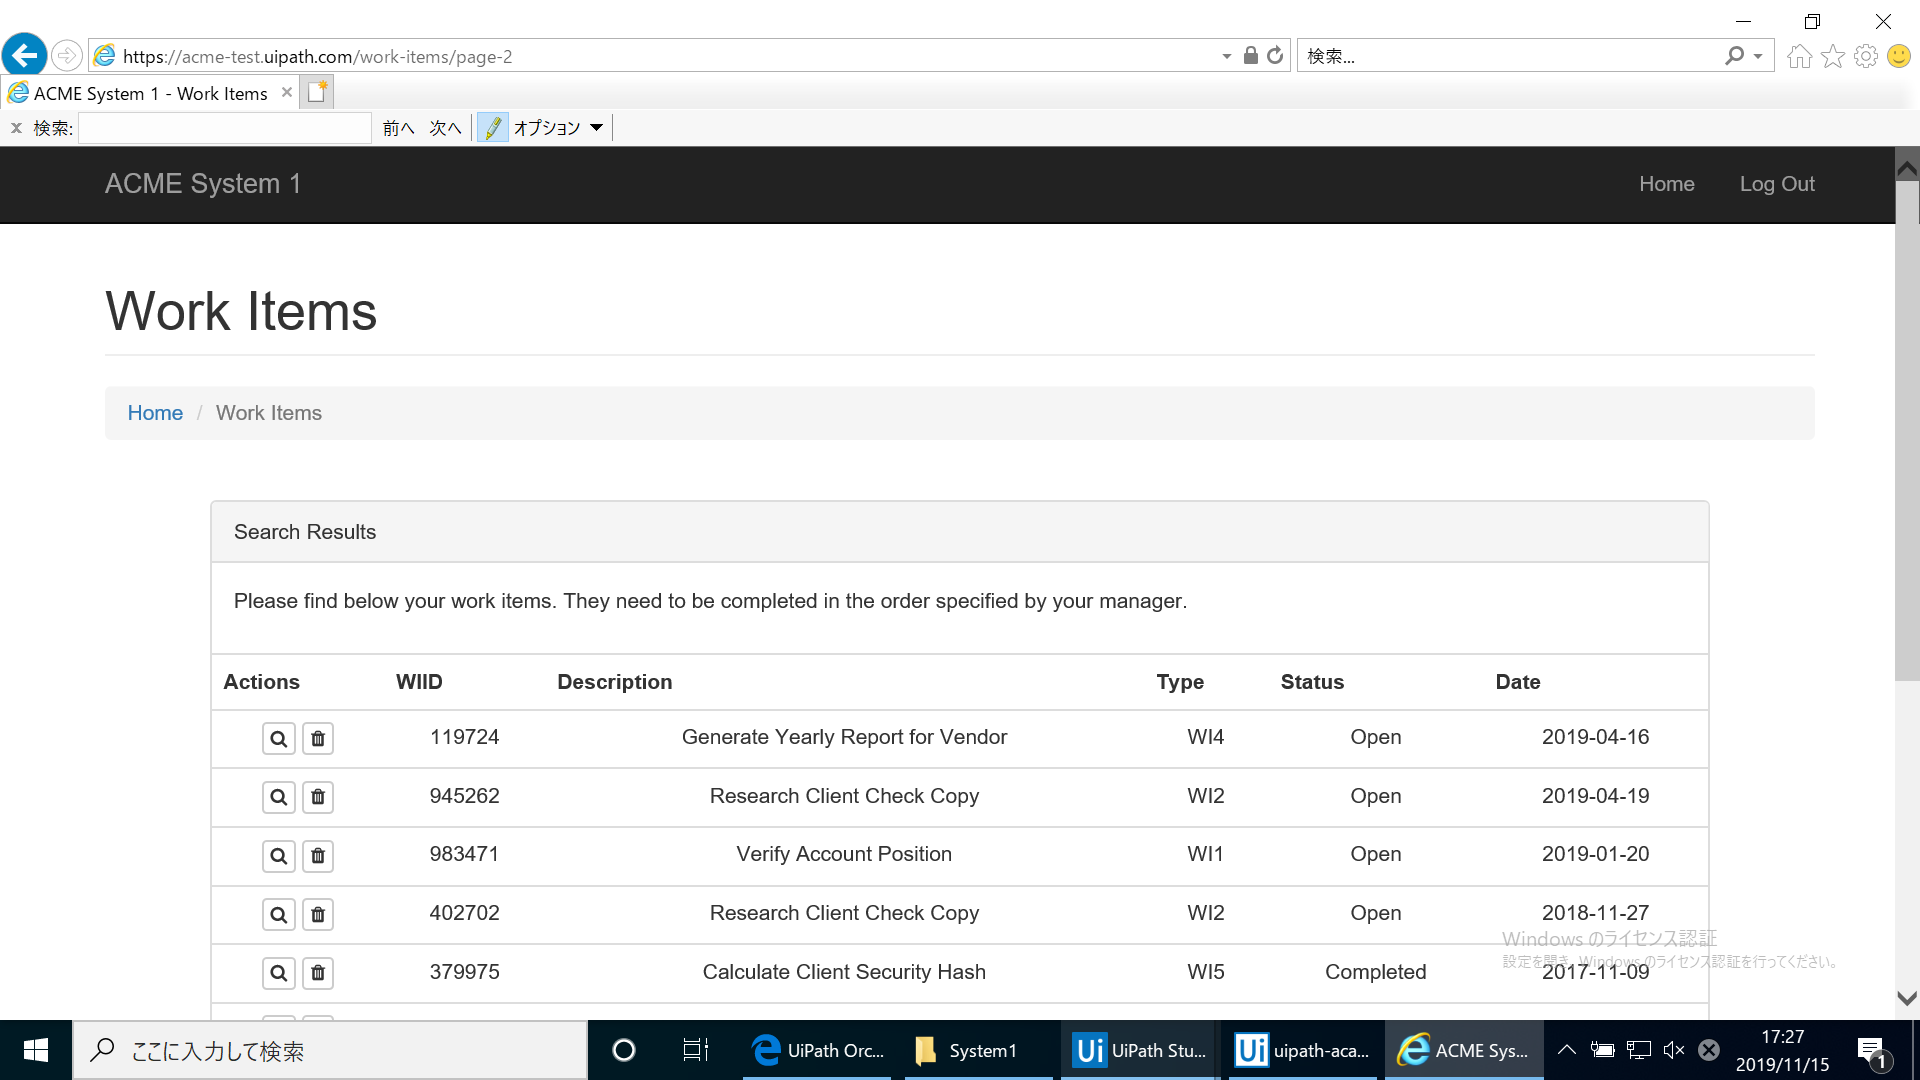 https://acme-test.uipath.com/work-items/page-2
検索...
ACME System 1 - Work Items
検索:
前へ 次へ オプション
ACME System 1 Home Log Out
Work Items
Home / Work Items
Search Results
Please find below your work items. They need to be completed in the order specified by your manager.
Actions WIID Description Type Status Date
119724 Generate Yearly Report for Vendor WI4 Open 2019-04-16
945262 Research Client Check Copy WI2 Open 2019-04-19
983471 Verify Account Position WI1 Open 2019-01-20
402702 Research Client Check Copy WI2 Open 2018-11-27
Windows のライセンス認証
設定を開き、Windows のライセンス認証を行ってください。
379975 Calculate Client Security Hash WI5 Completed 2017-11-09
ここに入力して検索
UiPath Orc...
System1
Ui UiPath Stu...
Ui uipath-aca...
ACME Sys...
17:27
2019/11/15
1